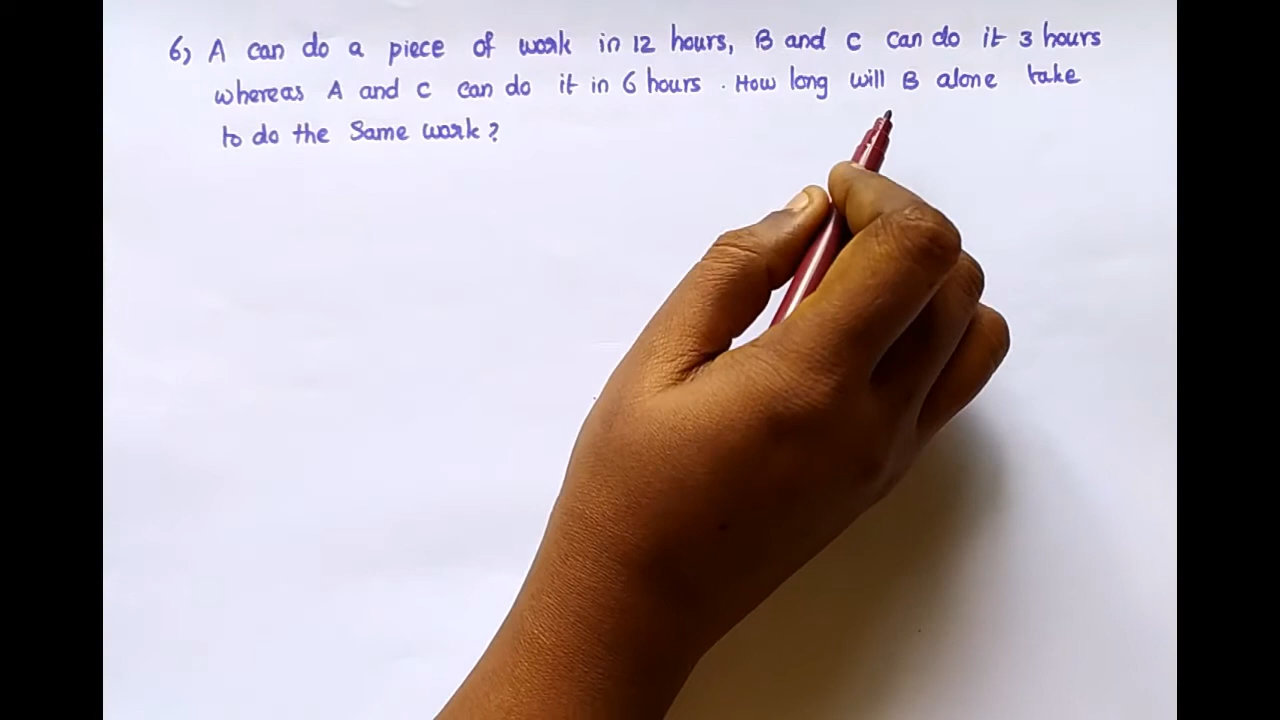 6) A can do a piece of work in 12 hours, B and C can do it 3 hours
whereas A and C can do it in 6 hours . How long will B alone take
to do the same work?